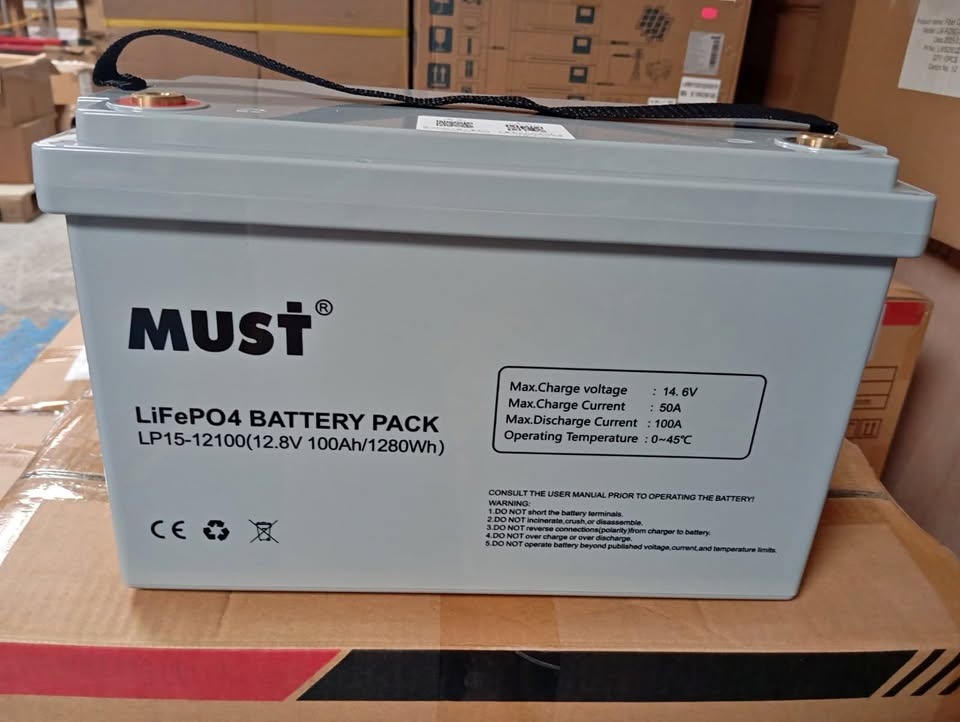 MUST®
LiFePO4 BATTERY PACK
LP15-12100(12.8V 100Ah/1280Wh)
CE
Max.Charge voltage : 14.6V
Max.Charge Current : 50A
Max.Discharge Current : 100A
Operating Temperature : 0~45℃
CONSULT THE USER MANUAL PRIOR TO OPERATING THE BATTERY!
WARNING:
1.DO NOT short the battery terminals.
2.DO NOT incinerate,crush,or disassemble.
3.DO NOT reverse connections(polarity)from charger to battery.
4.DO NOT over charge or over discharge.
5.DO NOT operate battery beyond published voltage,current,and temperature limits.